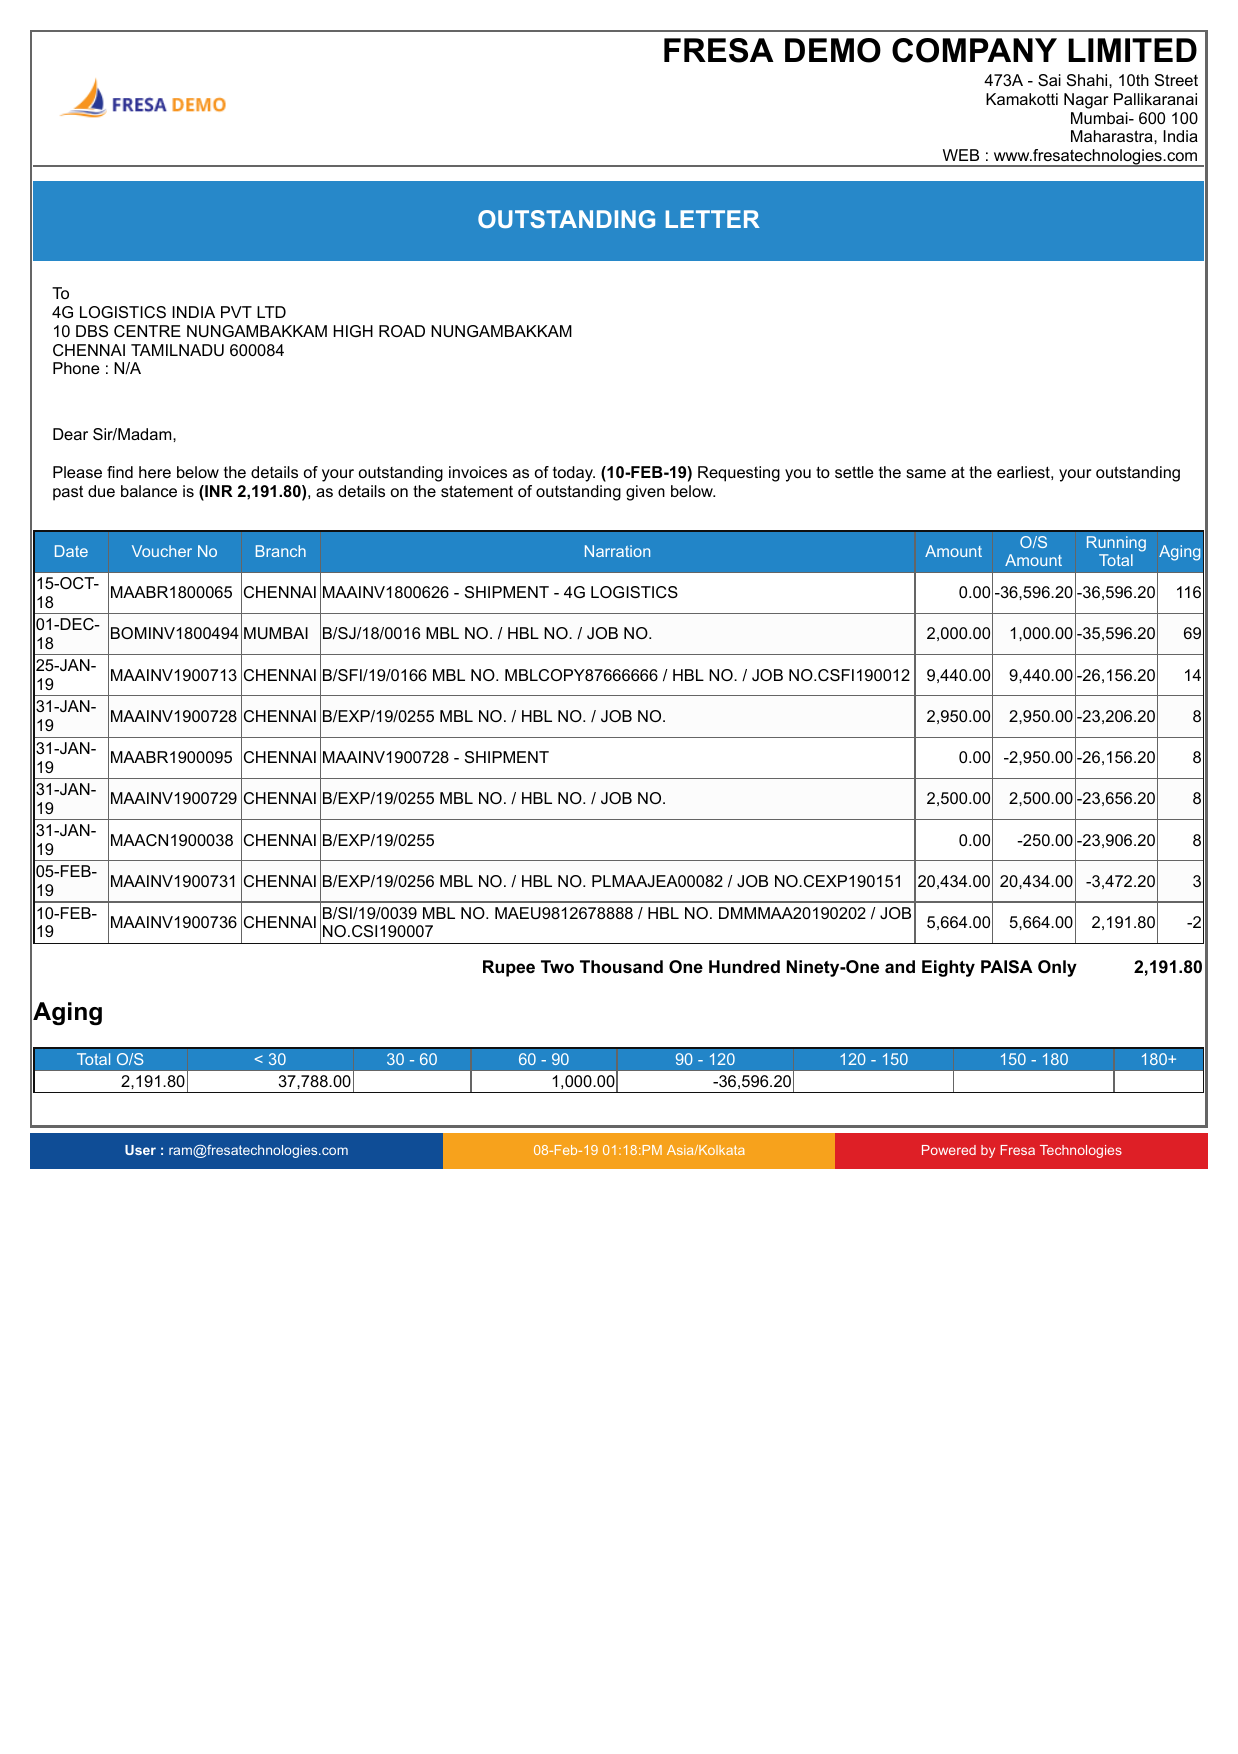 FRESA DEMO COMPANY LIMITED
473A - Sai Shahi, 10th Street
Kamakotti Nagar Pallikaranai
Mumbai- 600 100
Maharastra, India
WEB : www.fresatechnologies.com
FRESA DEMO
OUTSTANDING LETTER
To
4G LOGISTICS INDIA PVT LTD
10 DBS CENTRE NUNGAMBAKKAM HIGH ROAD NUNGAMBAKKAM
CHENNAI TAMILNADU 600084
Phone : N/A
Dear Sir/Madam,
Please find here below the details of your outstanding invoices as of today. (10-FEB-19) Requesting you to settle the same at the earliest, your outstanding
past due balance is (INR 2,191.80), as details on the statement of outstanding given below.
Date Voucher No Branch Narration Amount O/S Amount Running Total Aging
15-OCT-18 MAABR1800065 CHENNAI MAAINV1800626 - SHIPMENT - 4G LOGISTICS 0.00 -36,596.20 -36,596.20 116
01-DEC-18 BOMINV1800494 MUMBAI B/SJ/18/0016 MBL NO. / HBL NO. / JOB NO. 2,000.00 1,000.00 -35,596.20 69
25-JAN-19 MAAINV1900713 CHENNAI B/SFI/19/0166 MBL NO. MBLCOPY87666666 / HBL NO. / JOB NO.CSFI190012 9,440.00 9,440.00 -26,156.20 14
31-JAN-19 MAAINV1900728 CHENNAI B/EXP/19/0255 MBL NO. / HBL NO. / JOB NO. 2,950.00 2,950.00 -23,206.20 8
31-JAN-19 MAABR1900095 CHENNAI MAAINV1900728 - SHIPMENT 0.00 -2,950.00 -26,156.20 8
31-JAN-19 MAAINV1900729 CHENNAI B/EXP/19/0255 MBL NO. / HBL NO. / JOB NO. 2,500.00 2,500.00 -23,656.20 8
31-JAN-19 MAACN1900038 CHENNAI B/EXP/19/0255 0.00 -250.00 -23,906.20 8
05-FEB-19 MAAINV1900731 CHENNAI B/EXP/19/0256 MBL NO. / HBL NO. PLMAAJEA00082 / JOB NO.CEXP190151 20,434.00 20,434.00 -3,472.20 3
10-FEB-19 MAAINV1900736 CHENNAI B/SI/19/0039 MBL NO. MAEU9812678888 / HBL NO. DMMMAA20190202 / JOB NO.CSI190007 5,664.00 5,664.00 2,191.80 -2
Rupee Two Thousand One Hundred Ninety-One and Eighty PAISA Only 2,191.80
Aging
Total O/S < 30 30 - 60 60 - 90 90 - 120 120 - 150 150 - 180 180+
2,191.80 37,788.00 1,000.00 -36,596.20
User : ram@fresatechnologies.com 08-Feb-19 01:18:PM Asia/Kolkata Powered by Fresa Technologies